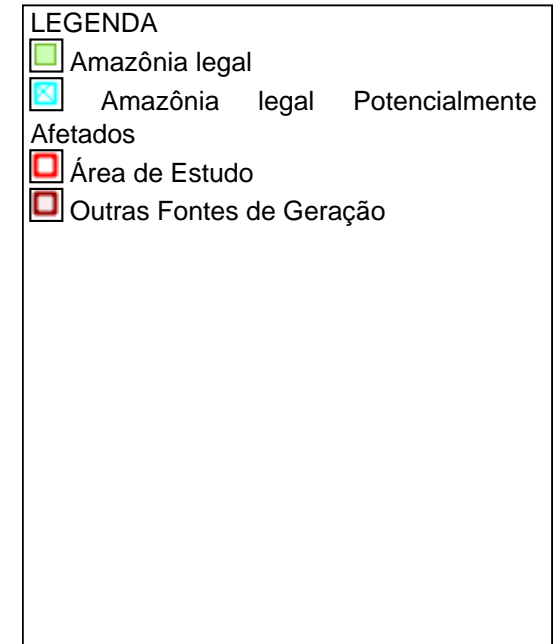 LEGENDA
Amazônia legal
Amazônia legal Potencialmente
Afetados
Área de Estudo
Outras Fontes de Geração